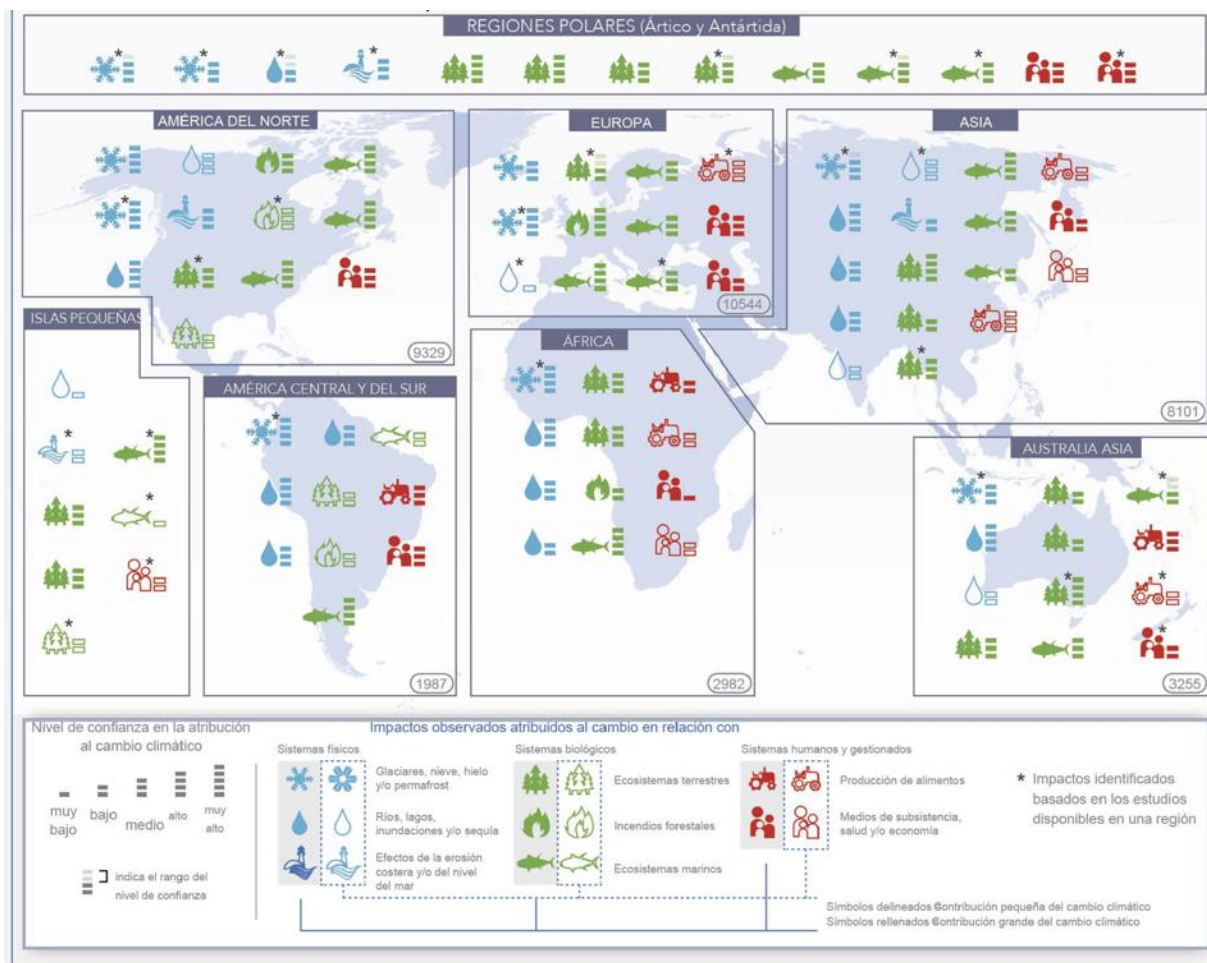 REGIONES POLARES (Ártico y Antártida)
AMÉRICA DEL NORTE
EUROPA
ASIA
10544
ISLAS PEQUEÑAS
9329
ÁFRICA
AMÉRICA CENTRAL Y DEL SUR
8101
AUSTRALIA ASIA
1987
2982
3255
Nivel de confianza en la atribución
al cambio climático
muy
bajo
bajo
medio
alto
muy
alto
indica el rango del
nivel de confianza
Impactos observados atribuidos al cambio en relación con
Sistemas físicos
Glaciares, nieve, hielo
y/o permafrost
Ríos, lagos,
inundaciones y/o sequía
Efectos de la erosión
costera y/o del nivel
del mar
Sistemas biológicos
Ecosistemas terrestres
Incendios forestales
Ecosistemas marinos
Sistemas humanos y gestionados
Producción de alimentos
Medios de subsistencia,
salud y/o economía
* Impactos identificados
basados en los estudios
disponibles en una región
Símbolos delineados = Contribución pequeña del cambio climático
Símbolos rellenados = Contribución grande del cambio climático